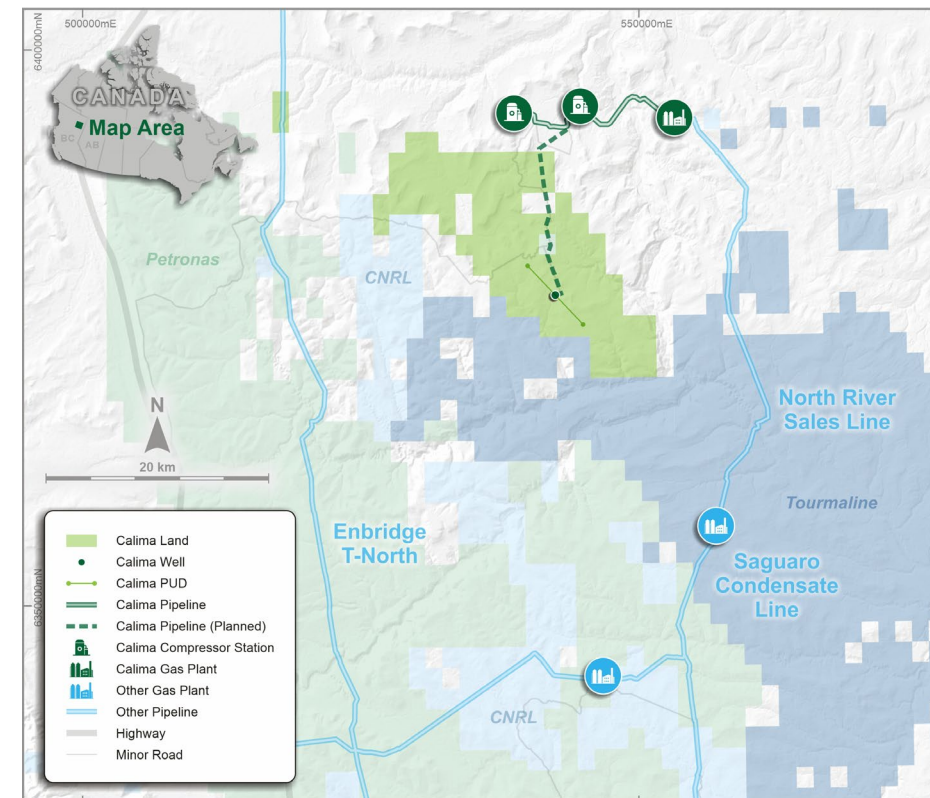 500000mE
550000mE
6400000mN
CANADA
Map Area
BC
AB
Petronas
CNRL
N
20 km
North River
Sales Line
Tourmaline
Enbridge
T-North
Saguaro
Condensate
Line
6350000mN
CNRL
Calima Land
Calima Well
Calima PUD
Calima Pipeline
Calima Pipeline (Planned)
Calima Compressor Station
Calima Gas Plant
Other Gas Plant
Other Pipeline
Highway
Minor Road